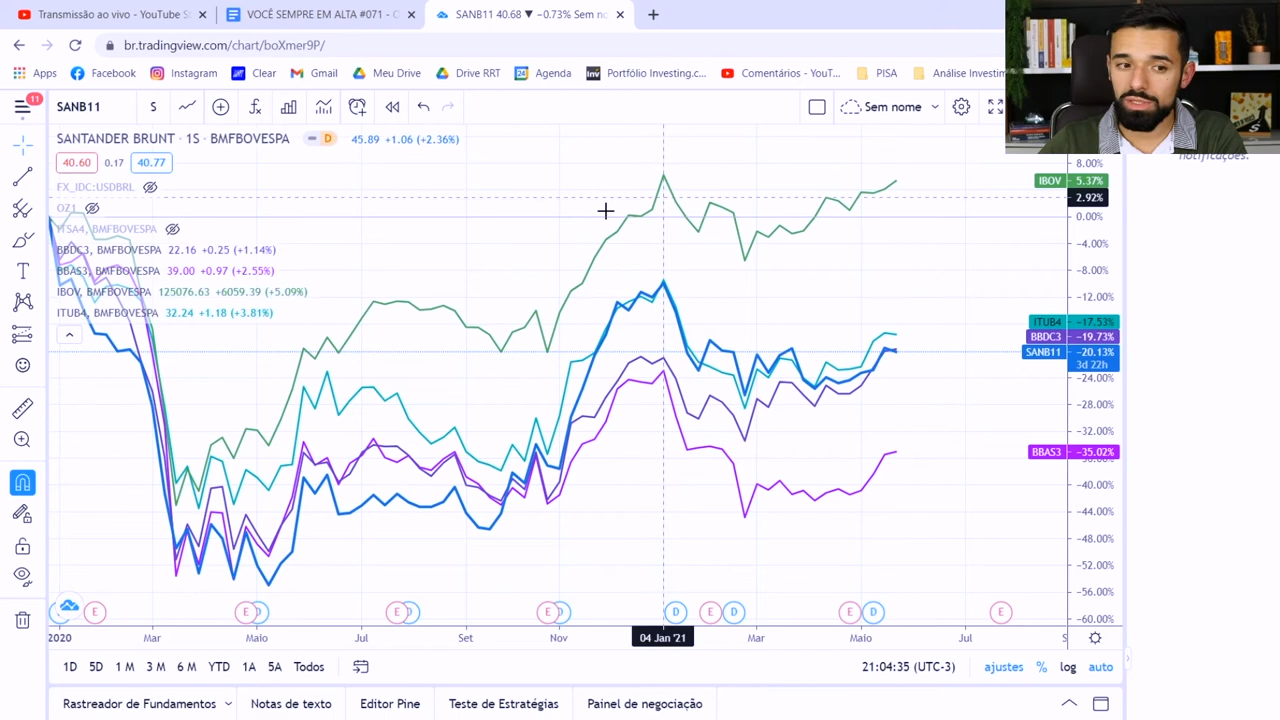 Transmissão ao vivo - YouTube S
VOCÊ SEMPRE EM ALTA #071 - G
SANB11 40.68 ▼ −0.73% Sem no
br.tradingview.com/chart/boXmer9P/
Apps
Facebook
Instagram
Clear
Gmail
Meu Drive
Drive RRT
Agenda
Inv
Portfólio Investing.c...
Comentários - YouT...
PISA
Análise Investim
11
SANB11
S
Sem nome
SANTANDER BRUNT · 1S · BMFBOVESPA
D
45.89 +1.06 (+2.36%)
40.60
0.17
40.77
FX_IDC:USDBRL
OZ1
ITSA4, BMFBOVESPA
BBDC3, BMFBOVESPA 22.16 +0.25 (+1.14%)
BBAS3, BMFBOVESPA 39.00 +0.97 (+2.55%)
IBOV, BMFBOVESPA 125076.63 +6059.39 (+5.09%)
ITUB4, BMFBOVESPA 32.24 +1.18 (+3.81%)
notificações.
8.00%
IBOV 5.37%
2.92%
0.00%
−4.00%
−8.00%
−12.00%
ITUB4 −17.53%
BBDC3 −19.73%
SANB11 −20.13%
3d 22h
−24.00%
−28.00%
−32.00%
BBAS3 −35.02%
−40.00%
−44.00%
−48.00%
−52.00%
−56.00%
−60.00%
E E D E D E D D E D E D E
2020 Mar Maio Jul Set Nov 04 Jan '21 Mar Maio Jul S
1D 5D 1 M 3 M 6 M YTD 1A 5A Todos
21:04:35 (UTC-3)
ajustes % log auto
Rastreador de Fundamentos
Notas de texto
Editor Pine
Teste de Estratégias
Painel de negociação